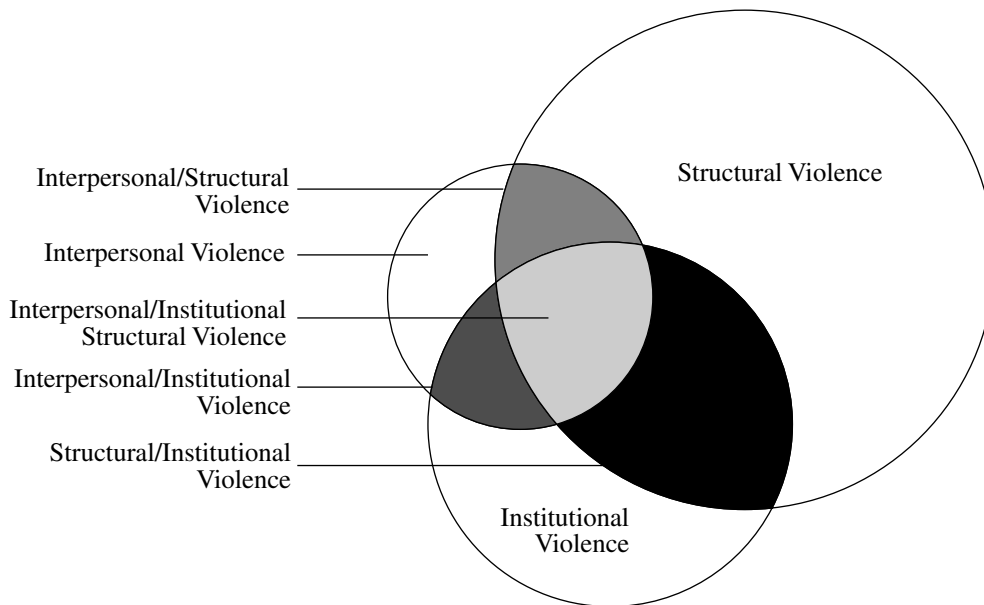 Structural Violence
Interpersonal/Structural
Violence
Interpersonal Violence
Interpersonal/Institutional
Structural Violence
Interpersonal/Institutional
Violence
Structural/Institutional
Violence
Institutional
Violence